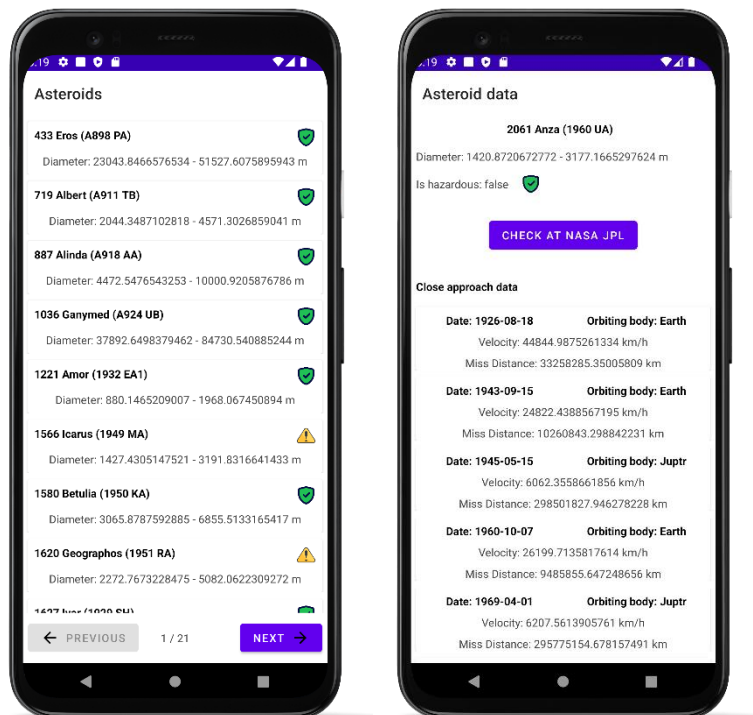 :19
Asteroids
433 Eros (A898 PA)
Diameter: 23043.8466576534 - 51527.6075895943 m
719 Albert (A911 TB)
Diameter: 2044.3487102818 - 4571.3026859041 m
887 Alinda (A918 AA)
Diameter: 4472.5476543253 - 10000.9205876786 m
1036 Ganymed (A924 UB)
Diameter: 37892.6498379462 - 84730.540885244 m
1221 Amor (1932 EA1)
Diameter: 880.1465209007 - 1968.067450894 m
1566 Icarus (1949 MA)
Diameter: 1427.4305147521 - 3191.8316641433 m
1580 Betulia (1950 KA)
Diameter: 3065.8787592885 - 6855.5133165417 m
1620 Geographos (1951 RA)
Diameter: 2272.7673228475 - 5082.0622309272 m
1627 Ivar (1929 SH)
PREVIOUS 1 / 21 NEXT
:19
Asteroid data
2061 Anza (1960 UA)
Diameter: 1420.8720672772 - 3177.1665297624 m
Is hazardous: false
CHECK AT NASA JPL
Close approach data
Date: 1926-08-18 Orbiting body: Earth
Velocity: 44844.9875261334 km/h
Miss Distance: 33258285.35005809 km
Date: 1943-09-15 Orbiting body: Earth
Velocity: 24822.4388567195 km/h
Miss Distance: 10260843.298842231 km
Date: 1945-05-15 Orbiting body: Juptr
Velocity: 6062.3558661856 km/h
Miss Distance: 298501827.946278228 km
Date: 1960-10-07 Orbiting body: Earth
Velocity: 26199.7135817614 km/h
Miss Distance: 9485855.647248656 km
Date: 1969-04-01 Orbiting body: Juptr
Velocity: 6207.5613905761 km/h
Miss Distance: 295775154.678157491 km